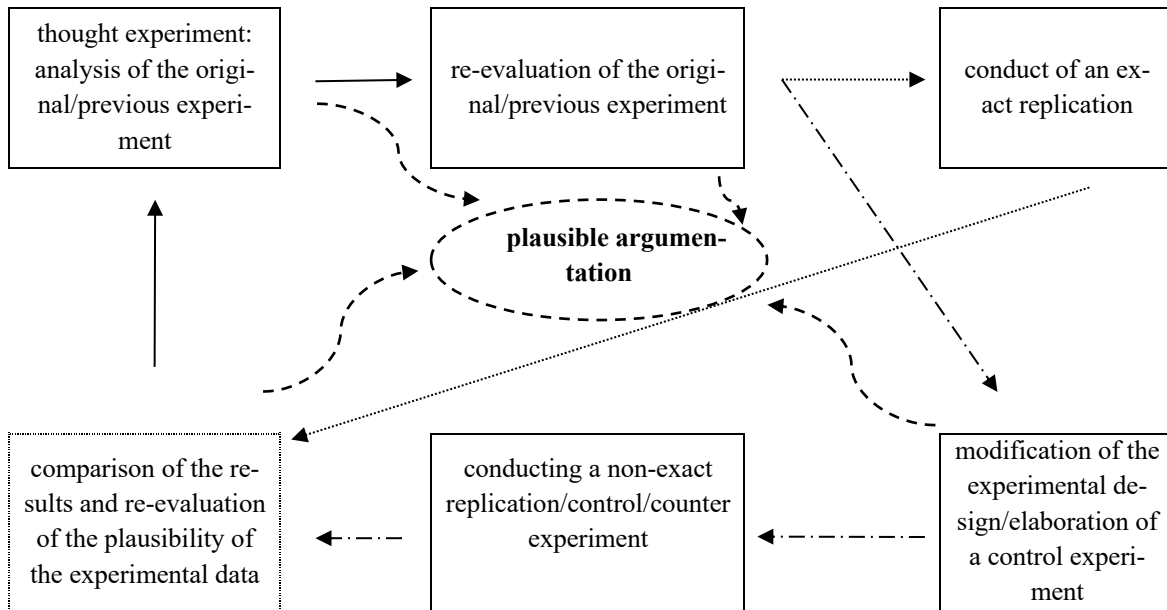 thought experiment:
analysis of the origi-
nal/previous experi-
ment
re-evaluation of the origi-
nal/previous experiment
conduct of an ex-
act replication
plausible argumen-
tation
comparison of the re-
sults and re-evaluation
of the plausibility of
the experimental data
conducting a non-exact
replication/control/counter
experiment
modification of the
experimental de-
sign/elaboration of
a control experi-
ment